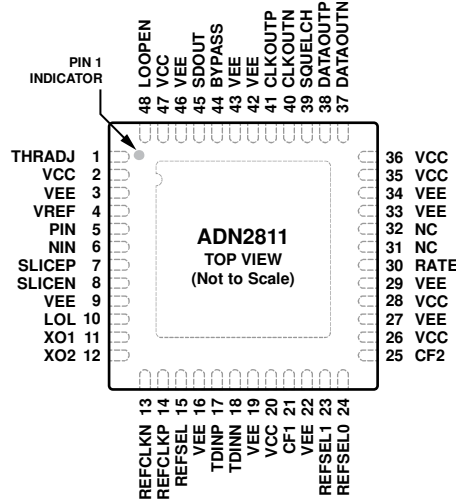 PIN 1
INDICATOR
48 LOOPEN
47 VCC
46 VEE
45 SDOUT
44 BYPASS
43 VEE
42 VEE
41 CLKOUTP
40 CLKOUTN
39 SQUELCH
38 DATAOUTP
37 DATAOUTN
THRADJ 1
VCC 2
VEE 3
VREF 4
PIN 5
NIN 6
SLICEP 7
SLICEN 8
VEE 9
LOL 10
XO1 11
XO2 12
ADN2811
TOP VIEW
(Not to Scale)
36 VCC
35 VCC
34 VEE
33 VEE
32 NC
31 NC
30 RATE
29 VEE
28 VCC
27 VEE
26 VCC
25 CF2
REFCLKN 13
REFCLKP 14
REFSEL 15
VEE 16
TDINP 17
TDINN 18
VEE 19
VCC 20
CF1 21
VEE 22
REFSEL1 23
REFSEL0 24